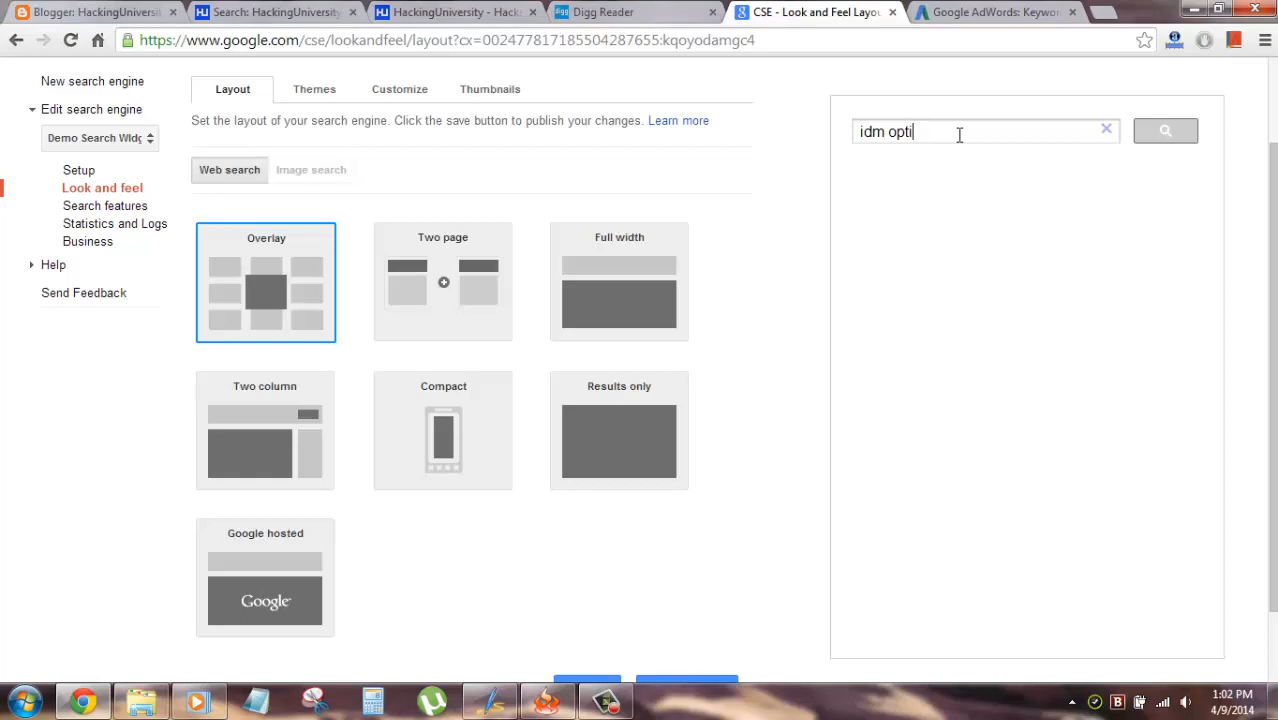 Blogger: HackingUniversit
Search: HackingUniversity
HackingUniversity - Hacks
Digg Reader
CSE - Look and Feel Layou
Google AdWords: Keywor
https://www.google.com/cse/lookandfeel/layout?cx=002477817185504287655:kqoyodamgc4
New search engine
Edit search engine
Demo Search Widg
Setup
Look and feel
Search features
Statistics and Logs
Business
Help
Send Feedback
Layout
Themes
Customize
Thumbnails
Set the layout of your search engine. Click the save button to publish your changes. Learn more
Web search
Image search
Overlay
Two page
Full width
Two column
Compact
Results only
Google hosted
Google
idm opti
1:02 PM
4/9/2014